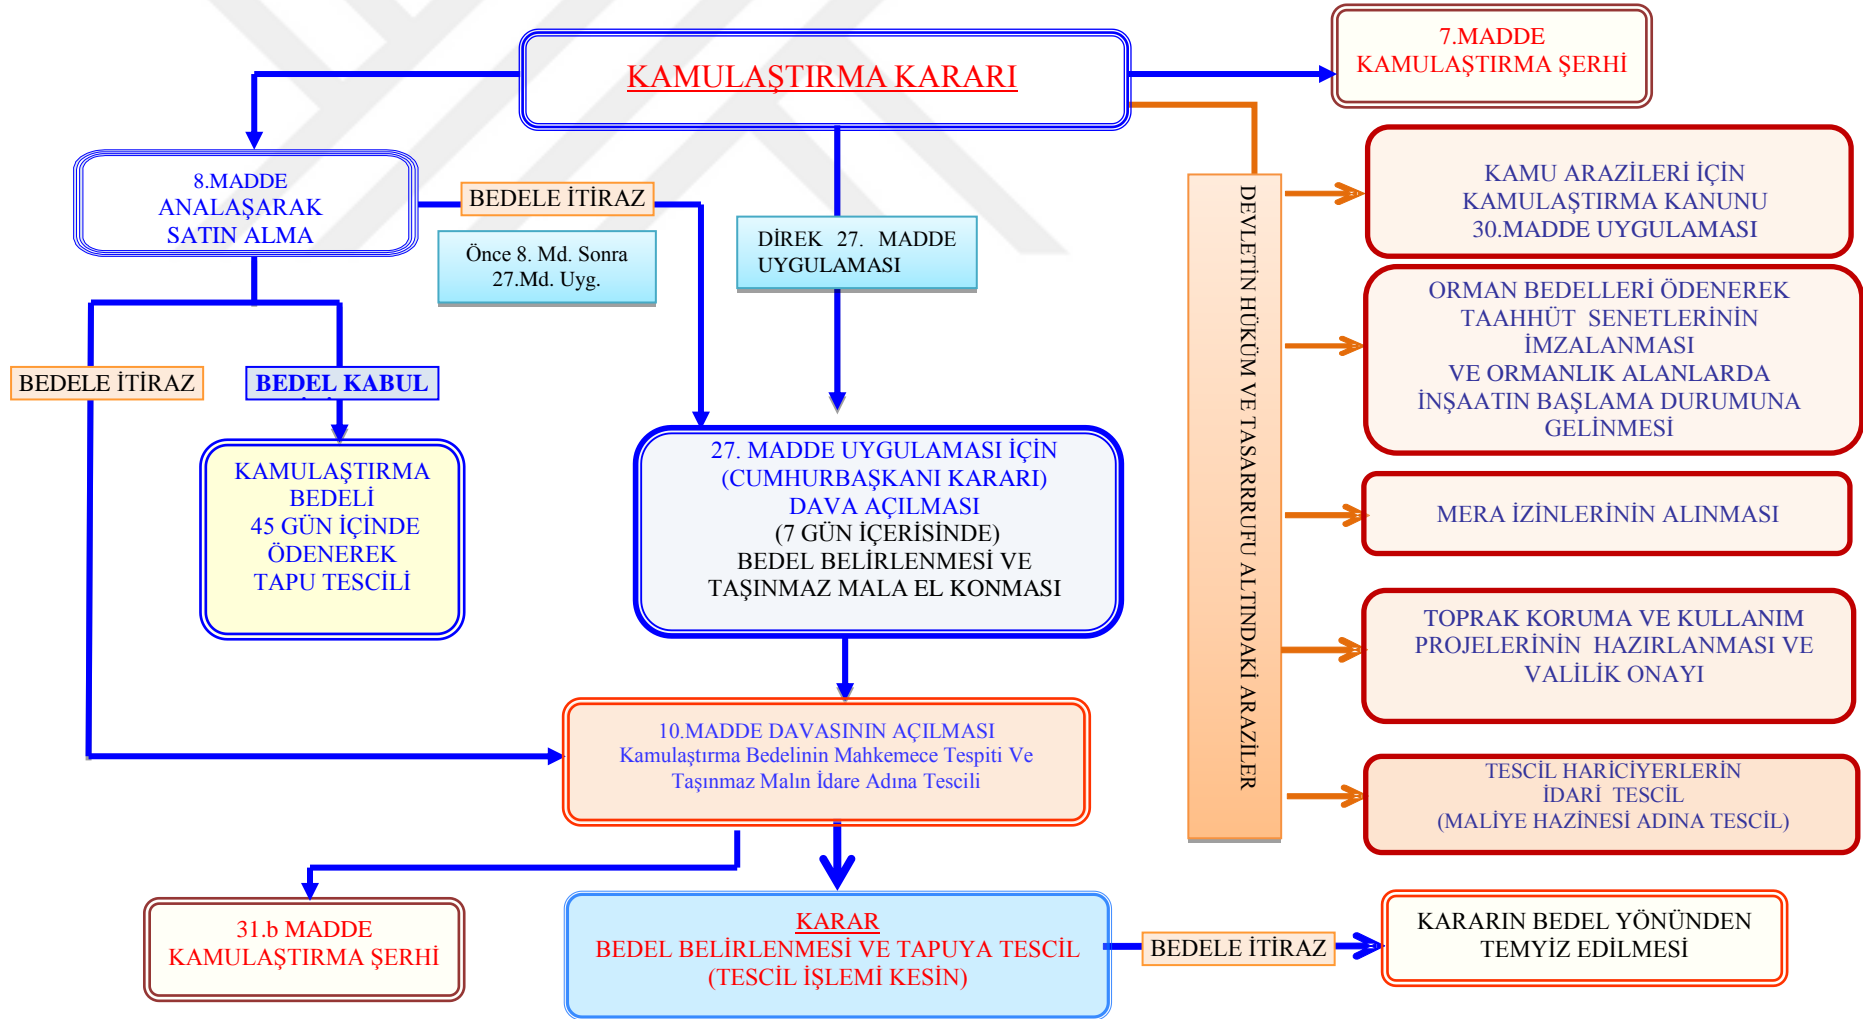 KAMULAŞTIRMA KARARI
7.MADDE
KAMULAŞTIRMA ŞERHİ
8.MADDE
ANALAŞARAK
SATIN ALMA
BEDELE İTİRAZ
Önce 8. Md. Sonra
27.Md. Uyg.
DİREK 27. MADDE
UYGULAMASI
DEVLETİN HÜKÜM VE TASARRUFU ALTINDAKİ ARAZİLER
KAMU ARAZİLERİ İÇİN
KAMULAŞTIRMA KANUNU
30.MADDE UYGULAMASI
ORMAN BEDELLERİ ÖDENEREK
TAAHHÜT SENETLERİNİN
İMZALANMASI
VE ORMANLIK ALANLARDA
İNŞAATIN BAŞLAMA DURUMUNA
GELİNMESİ
BEDELE İTİRAZ
BEDEL KABUL
KAMULAŞTIRMA
BEDELİ
45 GÜN İÇİNDE
ÖDENEREK
TAPU TESCİLİ
27. MADDE UYGULAMASI İÇİN
(CUMHURBAŞKANI KARARI)
DAVA AÇILMASI
(7 GÜN İÇERİSİNDE)
BEDEL BELİRLENMESİ VE
TAŞINMAZ MALA EL KONMASI
MERA İZİNLERİNİN ALINMASI
TOPRAK KORUMA VE KULLANIM
PROJELERİNİN HAZIRLANMASI VE
VALİLİK ONAYI
10.MADDE DAVASININ AÇILMASI
Kamulaştırma Bedelinin Mahkemece Tespiti Ve
Taşınmaz Malın İdare Adına Tescili
TESCİL HARİCİYERLERİN
İDARİ TESCİL
(MALİYE HAZİNESİ ADINA TESCİL)
31.b MADDE
KAMULAŞTIRMA ŞERHİ
KARAR
BEDEL BELİRLENMESİ VE TAPUYA TESCİL
(TESCİL İŞLEMİ KESİN)
BEDELE İTİRAZ
KARARIN BEDEL YÖNÜNDEN
TEMYİZ EDİLMESİ